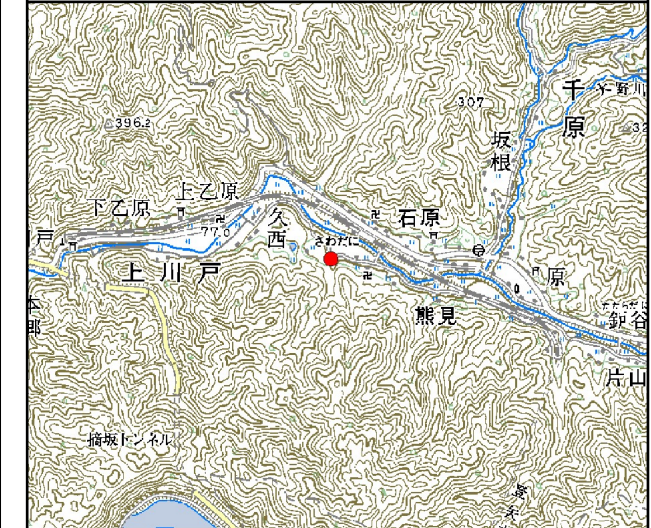 307
千原
396.2
坂根
上乙原
下乙原
久西
石原
77.0
さわだに
戸
上川戸
原
熊見
片山
摺坂トンネル